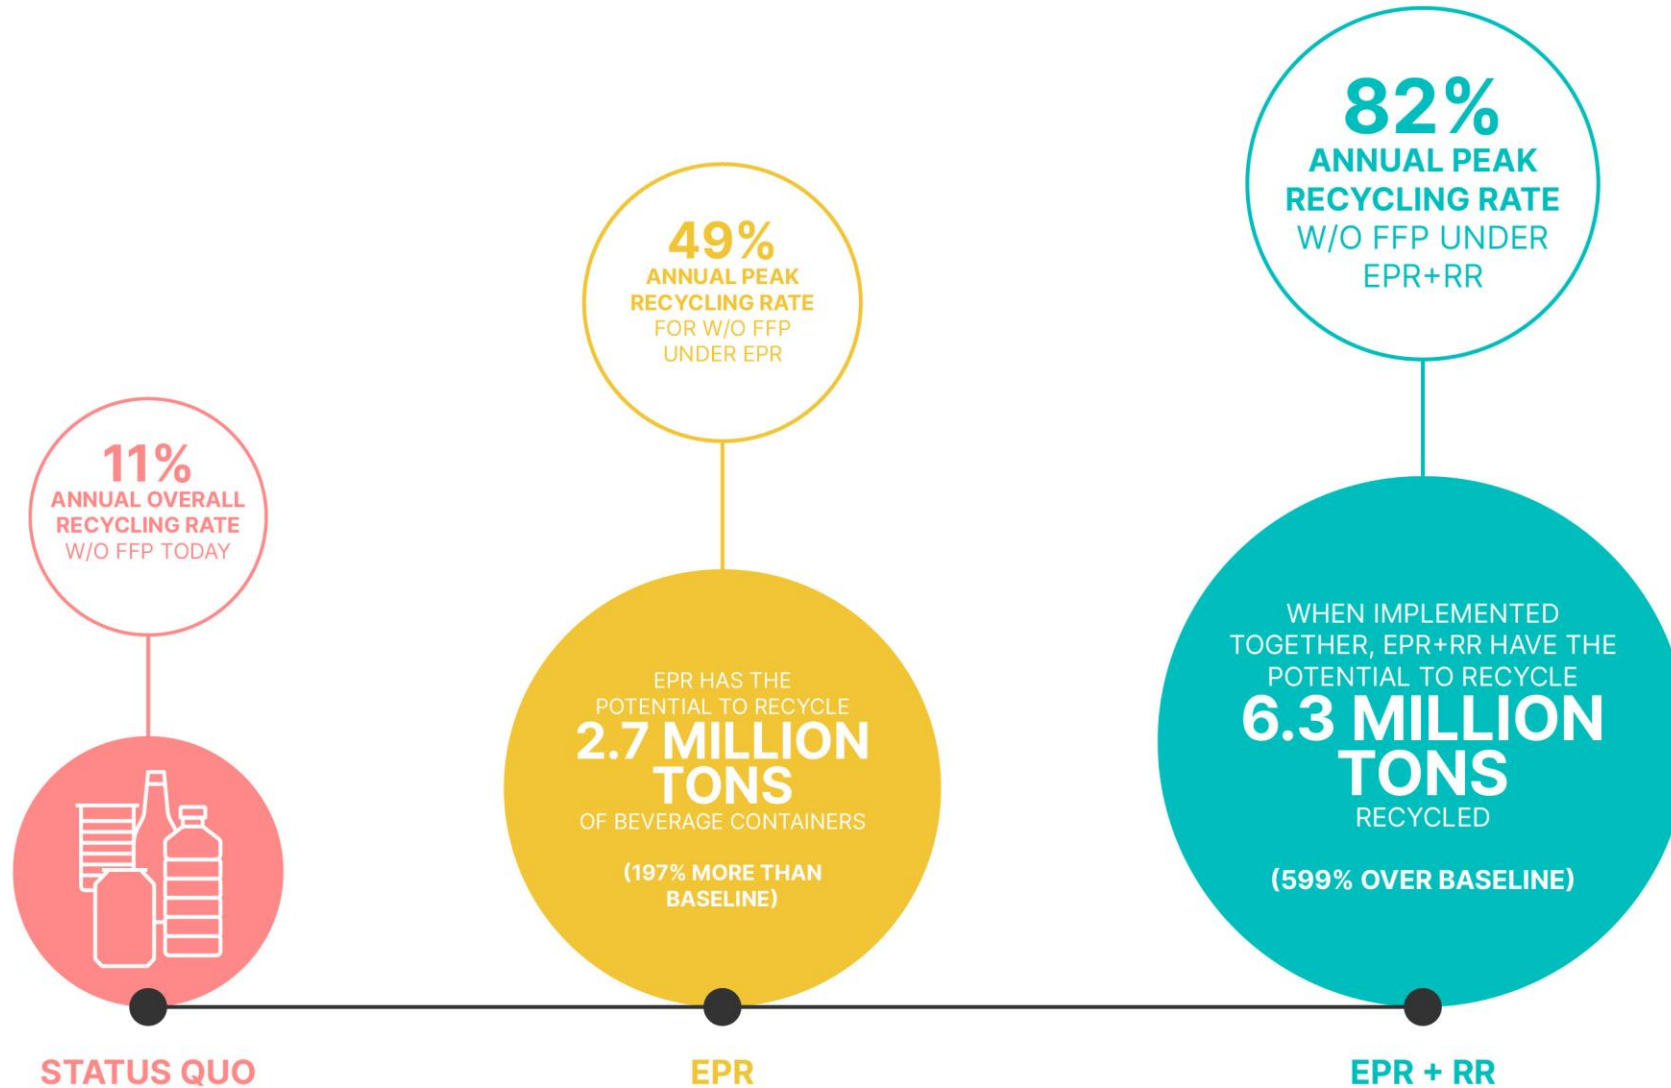 11%
ANNUAL OVERALL
RECYCLING RATE
W/O FFP TODAY
STATUS QUO
49%
ANNUAL PEAK
RECYCLING RATE
FOR W/O FFP
UNDER EPR
EPR HAS THE
POTENTIAL TO RECYCLE
2.7 MILLION
TONS
OF BEVERAGE CONTAINERS
(197% MORE THAN
BASELINE)
EPR
82%
ANNUAL PEAK
RECYCLING RATE
W/O FFP UNDER
EPR+RR
WHEN IMPLEMENTED
TOGETHER, EPR+RR HAVE THE
POTENTIAL TO RECYCLE
6.3 MILLION
TONS
RECYCLED
(599% OVER BASELINE)
EPR + RR